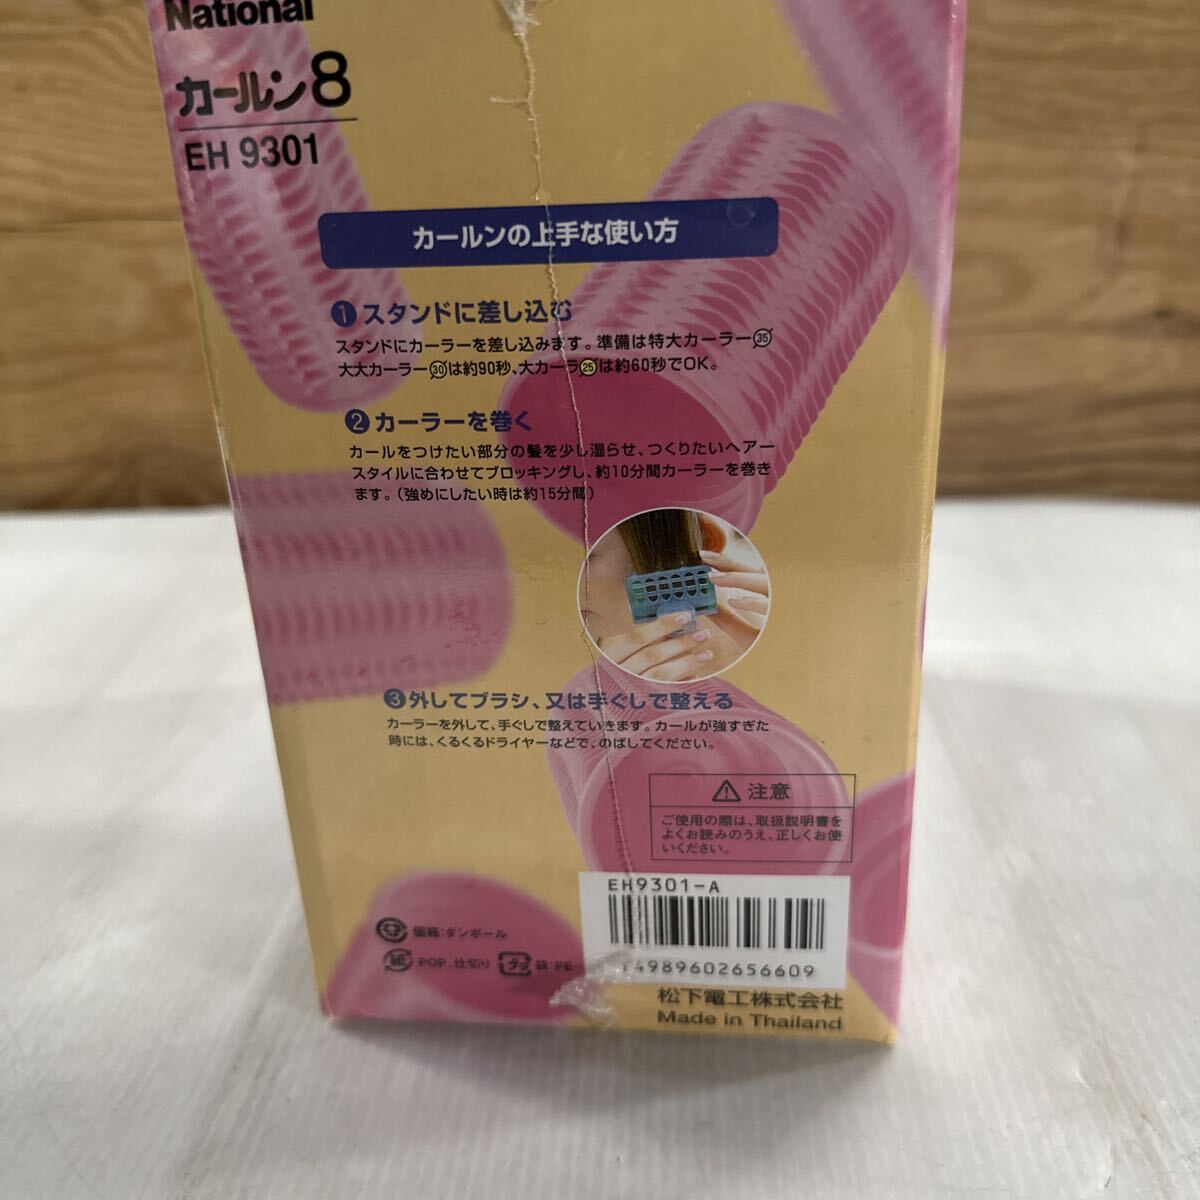 National
カールン8
EH 9301
カールンの上手な使い方
1 スタンドに差し込む
スタンドにカーラーを差し込みます。準備は特大カーラー35
大大カーラー30は約90秒、大カーラ25は約60秒でOK。
2 カーラーを巻く
カールをつけたい部分の髪を少し湿らせ、つくりたいヘアー
スタイルに合わせてブロッキングし、約10分間カーラーを巻き
ます。(強めにしたい時は約15分間)
3 外してブラシ、又は手ぐしで整える
カーラーを外して、手ぐしで整えていきます。カールが強すぎた
時には、くるくるドライヤーなどで、のばしてください。
⚠ 注意
ご使用の際は、取扱説明書を
よくお読みのうえ、正しくお使
いください。
EH9301-A
4989602656609
個箱:ダンボール
紙 POP、仕切り プラ 袋:PE
松下電工株式会社
Made in Thailand